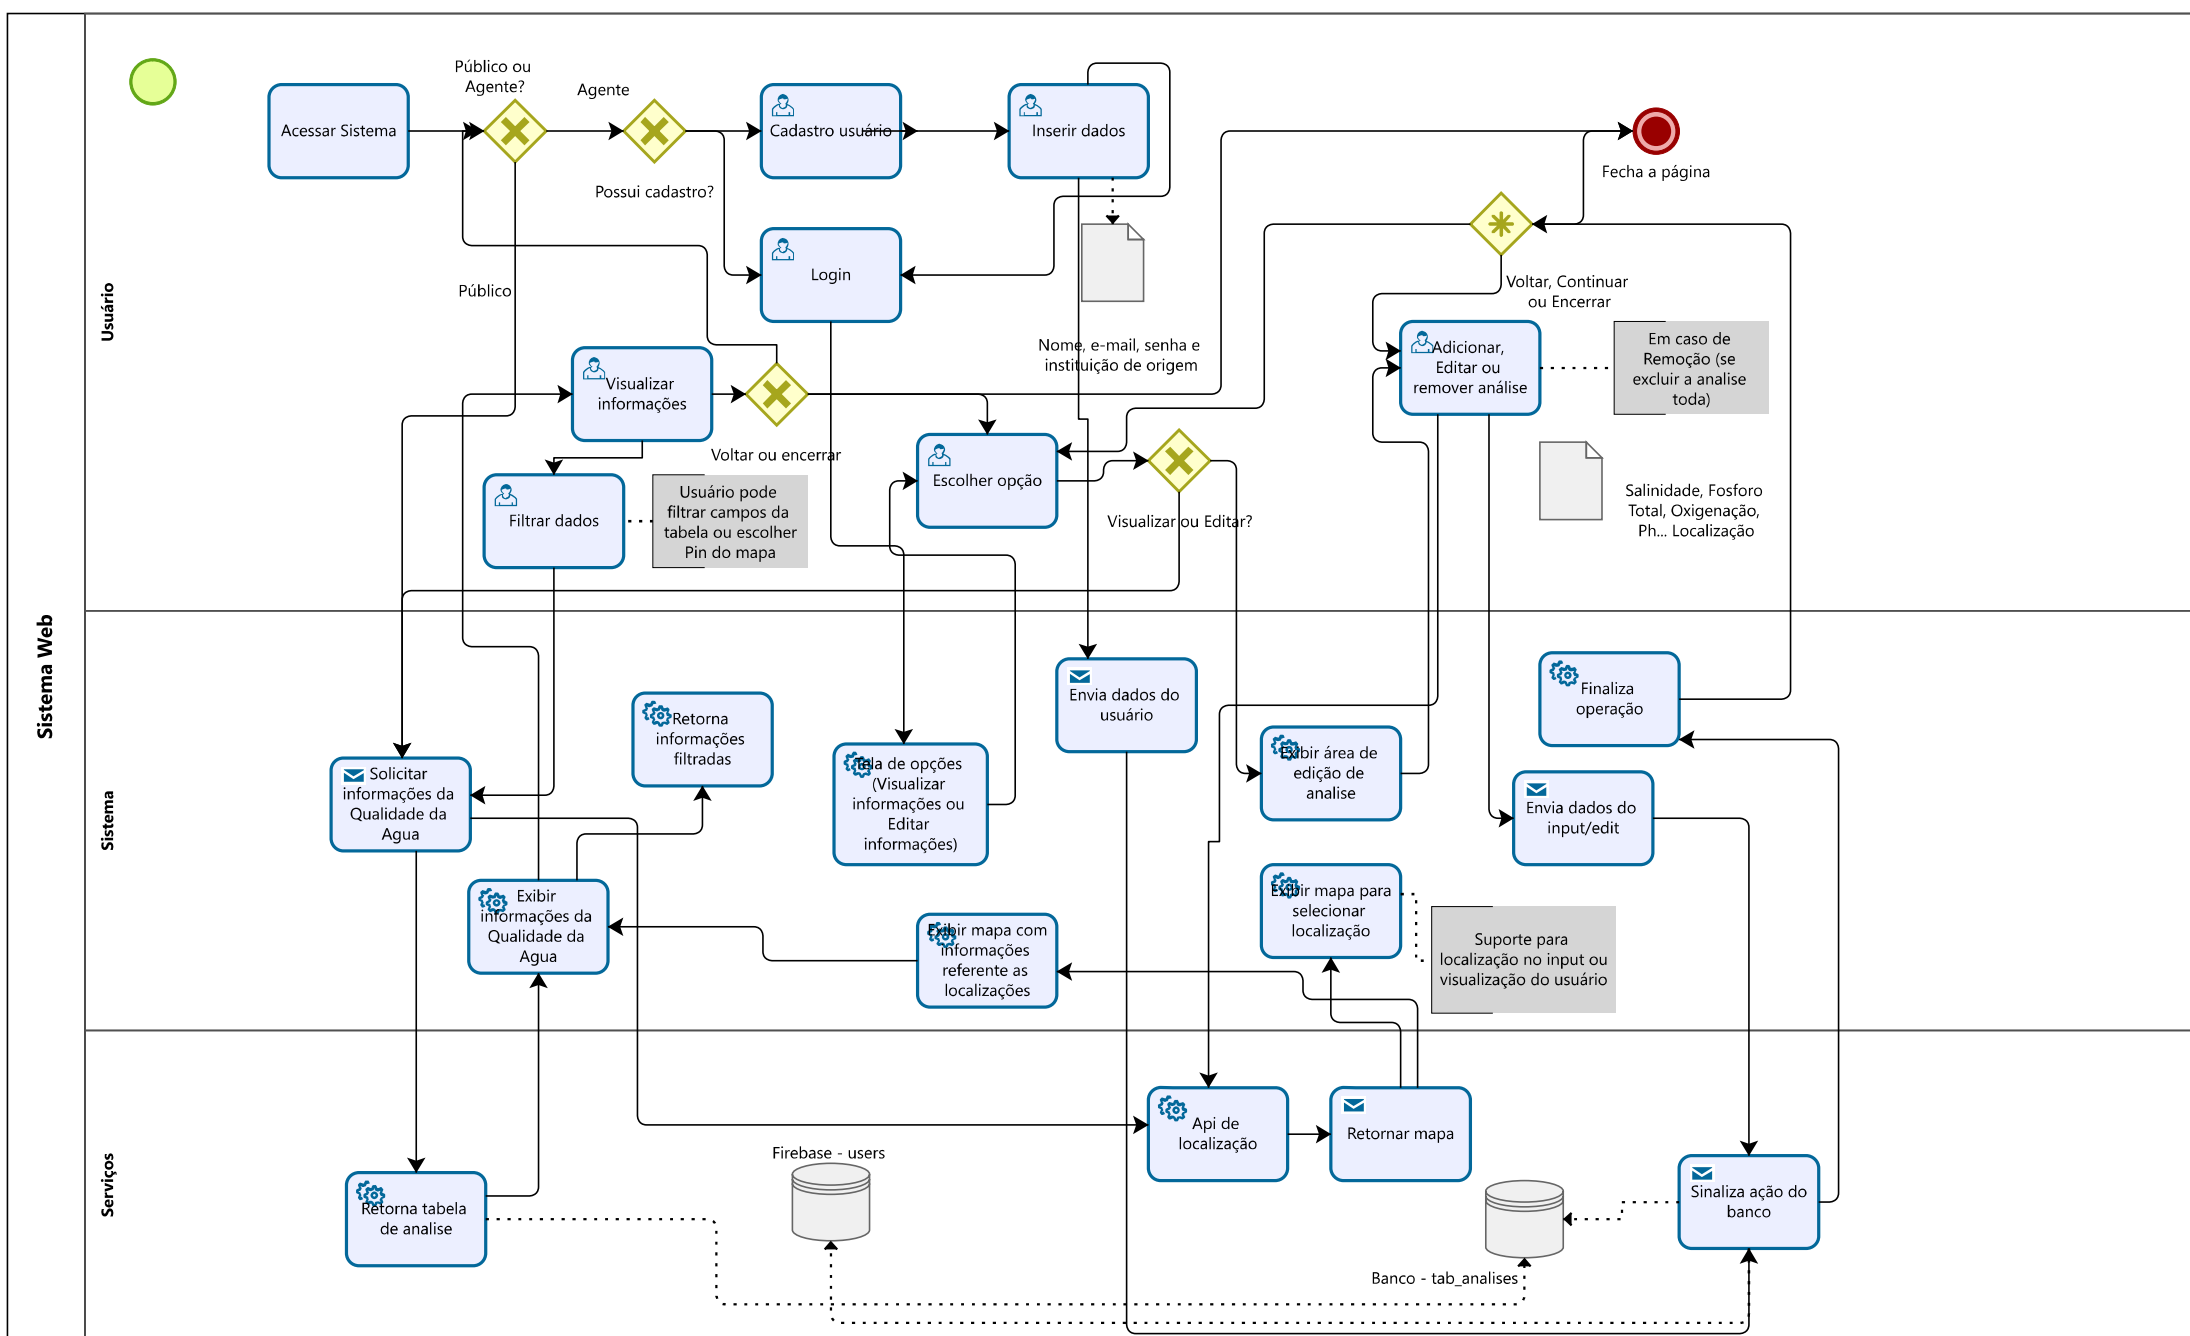 Sistema Web
Usuário
Público ou
Agente?
Agente
Acessar Sistema
Cadastro usuário
Inserir dados
Possui cadastro?
Fecha a página
Login
Público
Voltar, Continuar
ou Encerrar
Nome, e-mail, senha e
instituição de origem
Adicionar,
Editar ou
remover análise
Em caso de
Remoção (se
excluir a analise
toda)
Visualizar
informações
Voltar ou encerrar
Escolher opção
Visualizar ou Editar?
Filtrar dados
Usuário pode
filtrar campos da
tabela ou escolher
Pin do mapa
Salinidade, Fosforo
Total, Oxigenação,
Ph... Localização
Sistema
Envia dados do
usuário
Finaliza
operação
Retorna
informações
filtradas
Solicitar
informações da
Qualidade da
Agua
Tela de opções
(Visualizar
informações ou
Editar
informações)
Exibir área de
edição de
analise
Envia dados do
input/edit
Exibir
informações da
Qualidade da
Agua
Exibir mapa com
informações
referente as
localizações
Exibir mapa para
selecionar
localização
Suporte para
localização no input ou
visualização do usuário
Serviços
Api de
localização
Retornar mapa
Firebase - users
Retorna tabela
de analise
Sinaliza ação do
banco
Banco - tab_analises